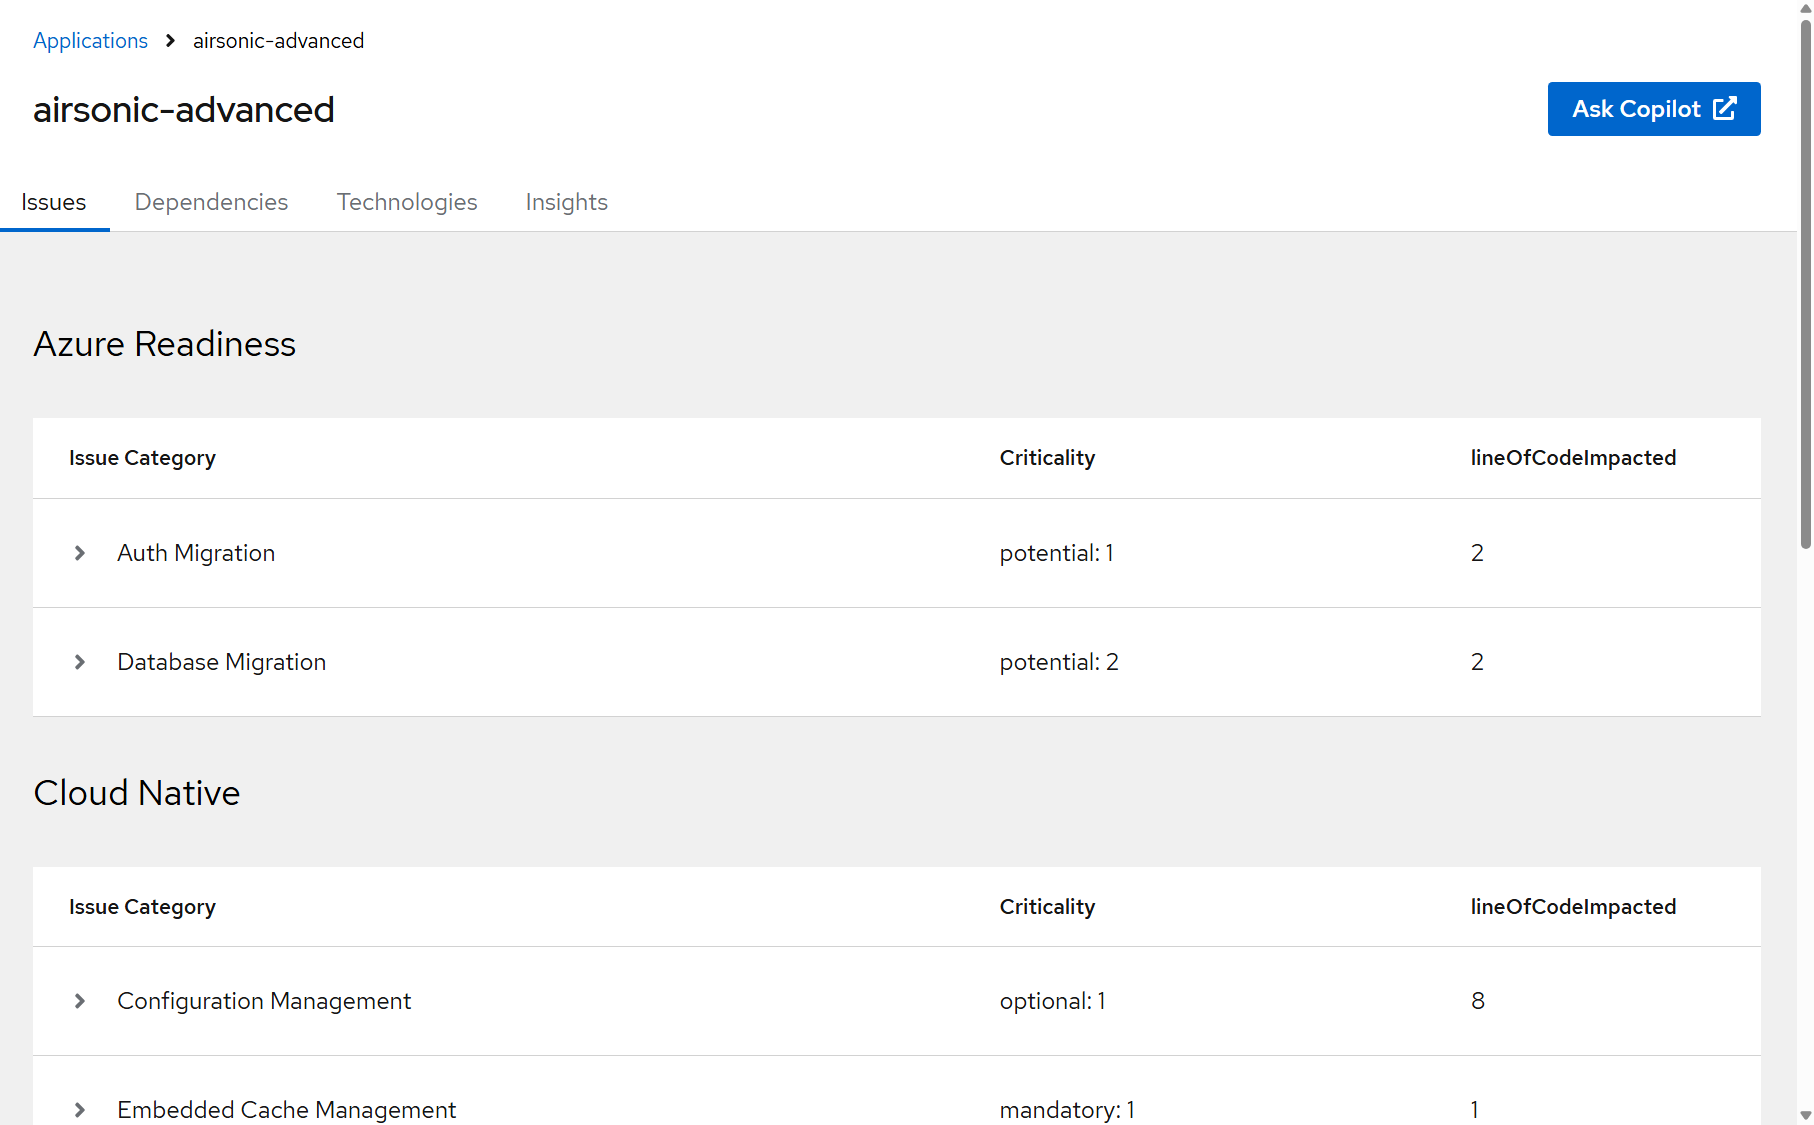 Applications > airsonic-advanced
airsonic-advanced
Ask Copilot
Issues Dependencies Technologies Insights
Azure Readiness
Issue Category Criticality lineOfCodeImpacted
Auth Migration potential: 1 2
Database Migration potential: 2 2
Cloud Native
Issue Category Criticality lineOfCodeImpacted
Configuration Management optional: 1 8
Embedded Cache Management mandatory: 1 1